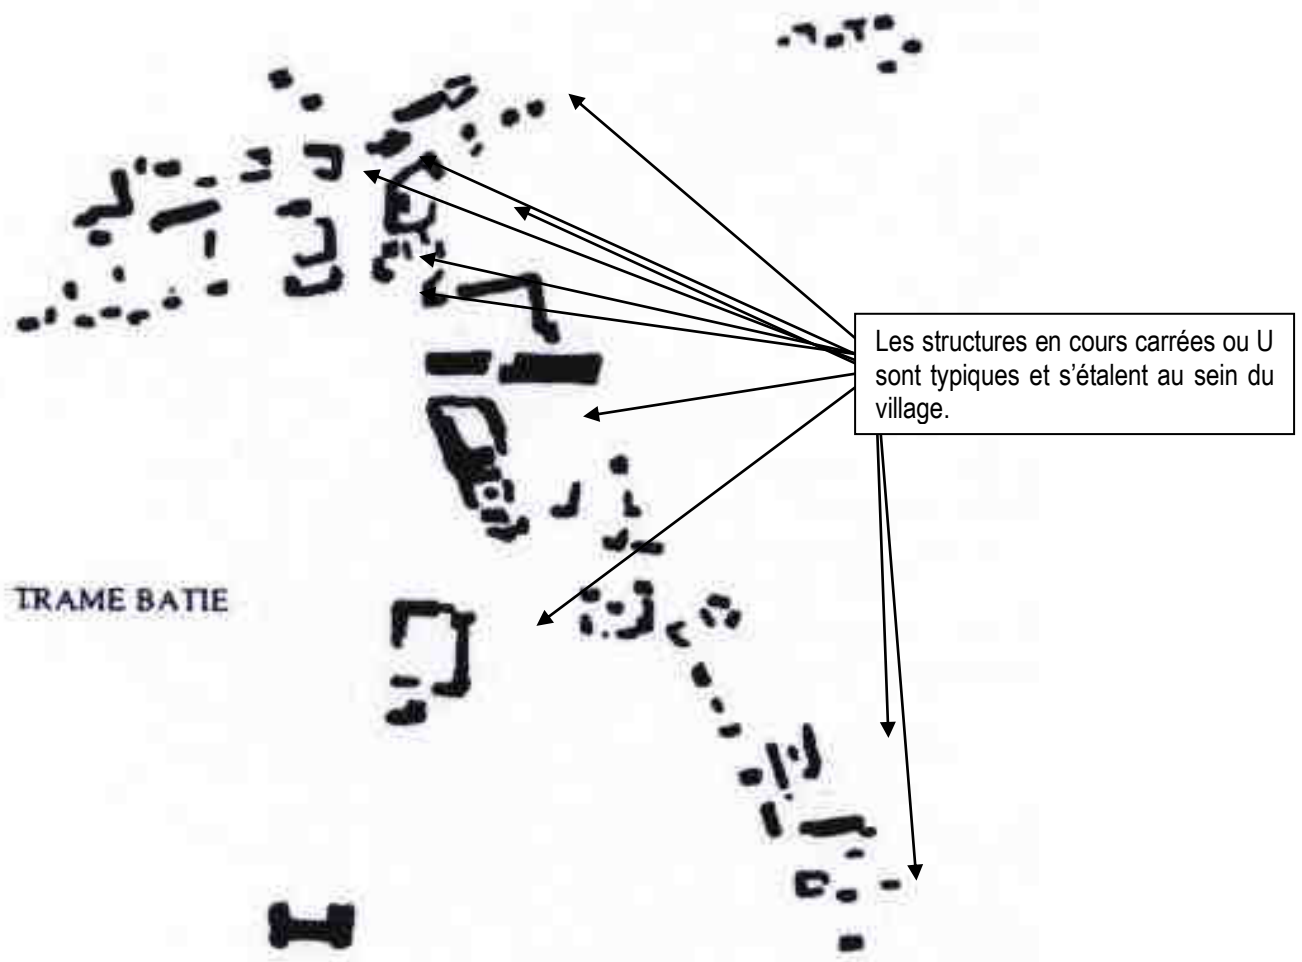 Les structures en cours carrées ou U
sont typiques et s’étalent au sein du
village.
TRAME BATIE